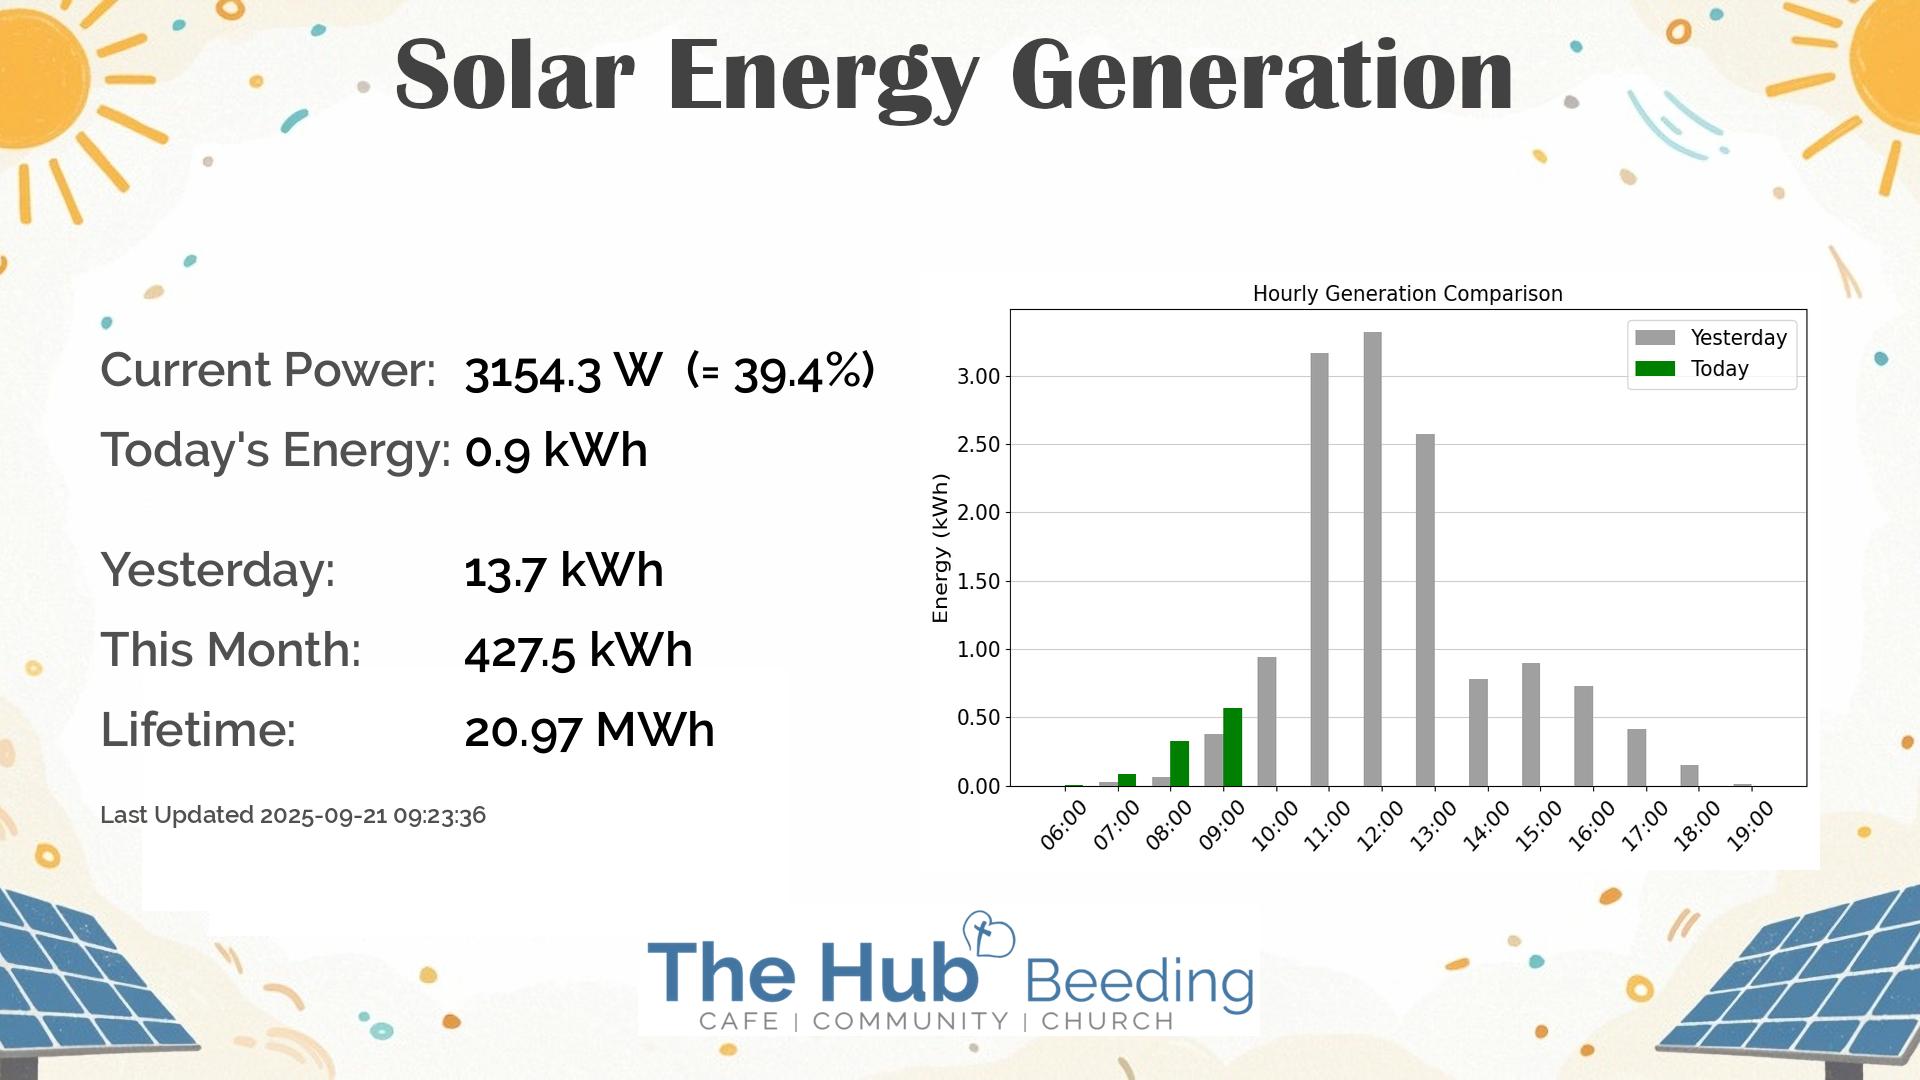 Solar Energy Generation
Current Power: 3154.3 W (= 39.4%)
Today's Energy: 0.9 kWh
Yesterday: 13.7 kWh
This Month: 427.5 kWh
Lifetime: 20.97 MWh
Last Updated 2025-09-21 09:23:36
Hourly Generation Comparison
Yesterday
Today
Energy (kWh)
3.00
2.50
2.00
1.50
1.00
0.50
0.00
06:00 07:00 08:00 09:00 10:00 11:00 12:00 13:00 14:00 15:00 16:00 17:00 18:00 19:00
The Hub Beeding
CAFE | COMMUNITY | CHURCH